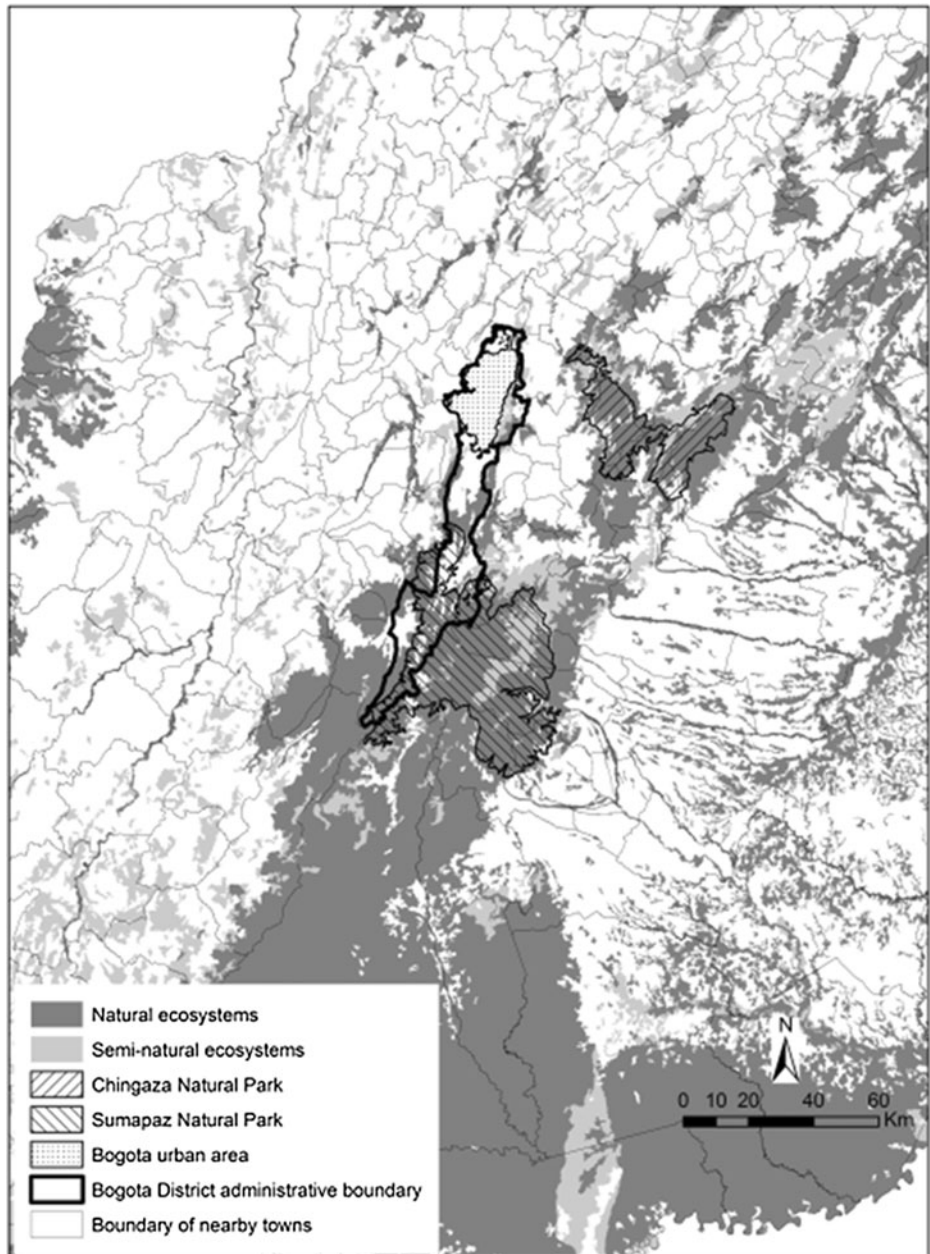 Natural ecosystems
Semi-natural ecosystems
Chingaza Natural Park
Sumapaz Natural Park
Bogota urban area
Bogota District administrative boundary
Boundary of nearby towns
N
0 10 20 40 60
Km